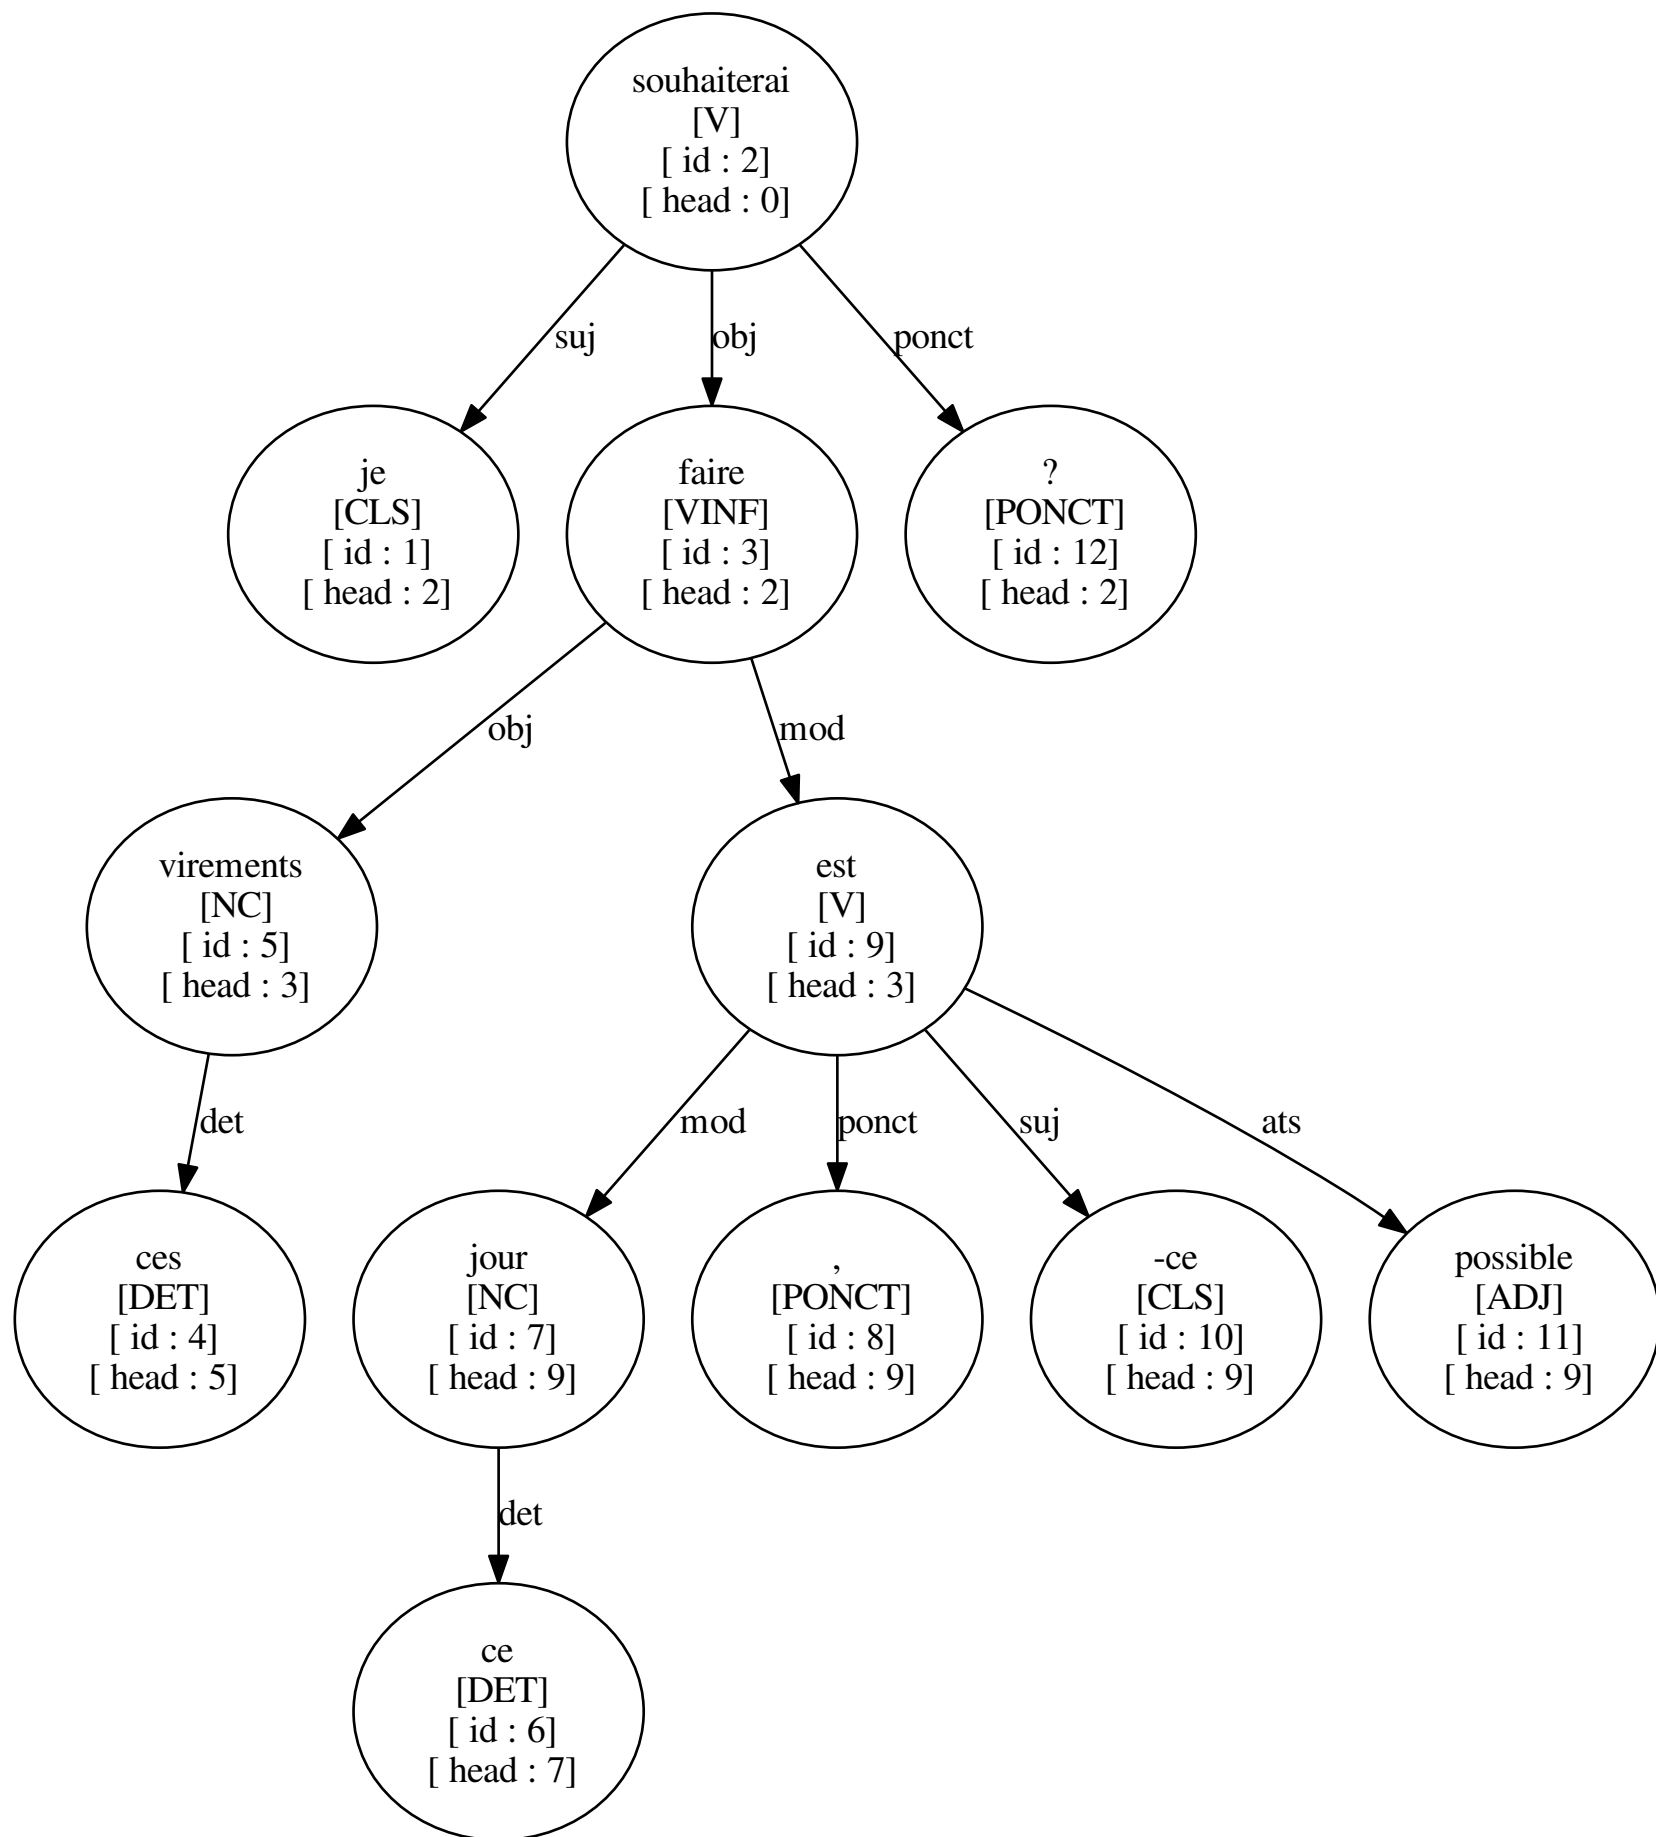 souhaiterai
[V]
[ id : 2]
[ head : 0]
suj
obj
ponct
je
[CLS]
[ id : 1]
[ head : 2]
faire
[VINF]
[ id : 3]
[ head : 2]
?
[PONCT]
[ id : 12]
[ head : 2]
obj
mod
virements
[NC]
[ id : 5]
[ head : 3]
est
[V]
[ id : 9]
[ head : 3]
det
mod
ponct
suj
ats
ces
[DET]
[ id : 4]
[ head : 5]
jour
[NC]
[ id : 7]
[ head : 9]
,
[PONCT]
[ id : 8]
[ head : 9]
-ce
[CLS]
[ id : 10]
[ head : 9]
possible
[ADJ]
[ id : 11]
[ head : 9]
det
ce
[DET]
[ id : 6]
[ head : 7]